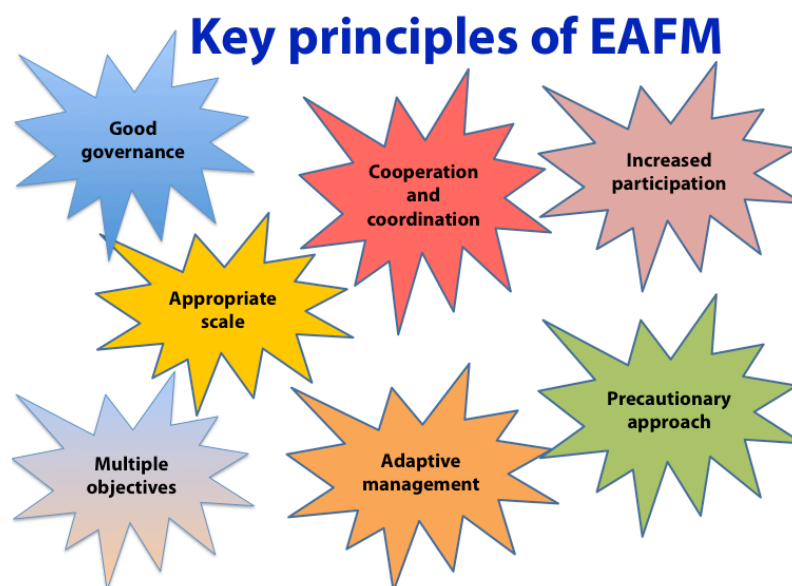 Key principles of EAFM
Good
governance
Cooperation
and
coordination
Increased
participation
Appropriate
scale
Precautionary
approach
Multiple
objectives
Adaptive
management